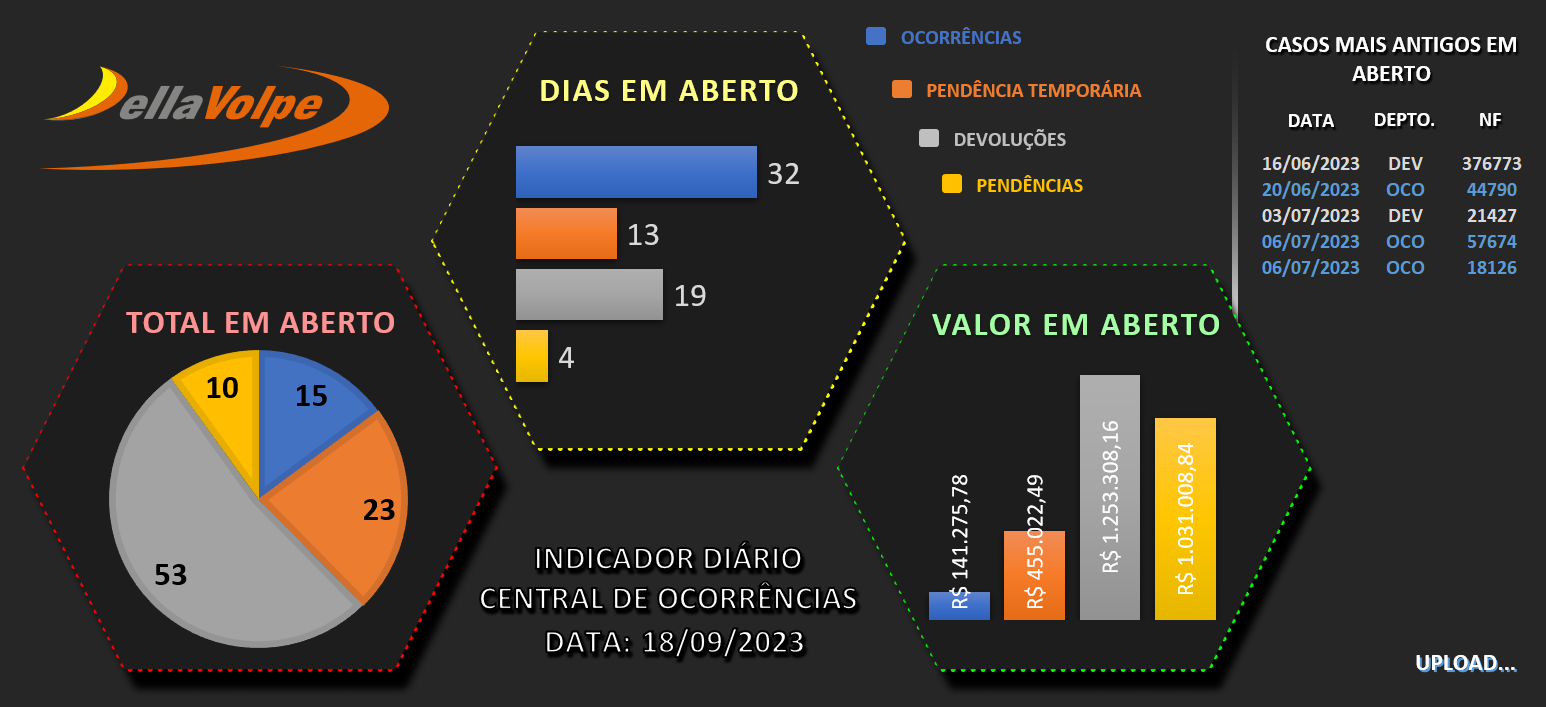 DellaVolpe
DIAS EM ABERTO
32
13
19
4
OCORRÊNCIAS
PENDÊNCIA TEMPORÁRIA
DEVOLUÇÕES
PENDÊNCIAS
CASOS MAIS ANTIGOS EM
ABERTO
DATA DEPTO. NF
16/06/2023 DEV 376773
20/06/2023 OCO 44790
03/07/2023 DEV 21427
06/07/2023 OCO 57674
06/07/2023 OCO 18126
TOTAL EM ABERTO
10
15
23
53
VALOR EM ABERTO
R$ 141.275,78
R$ 455.022,49
R$ 1.253.308,16
R$ 1.031.008,84
INDICADOR DIÁRIO
CENTRAL DE OCORRÊNCIAS
DATA: 18/09/2023
UPLOAD...